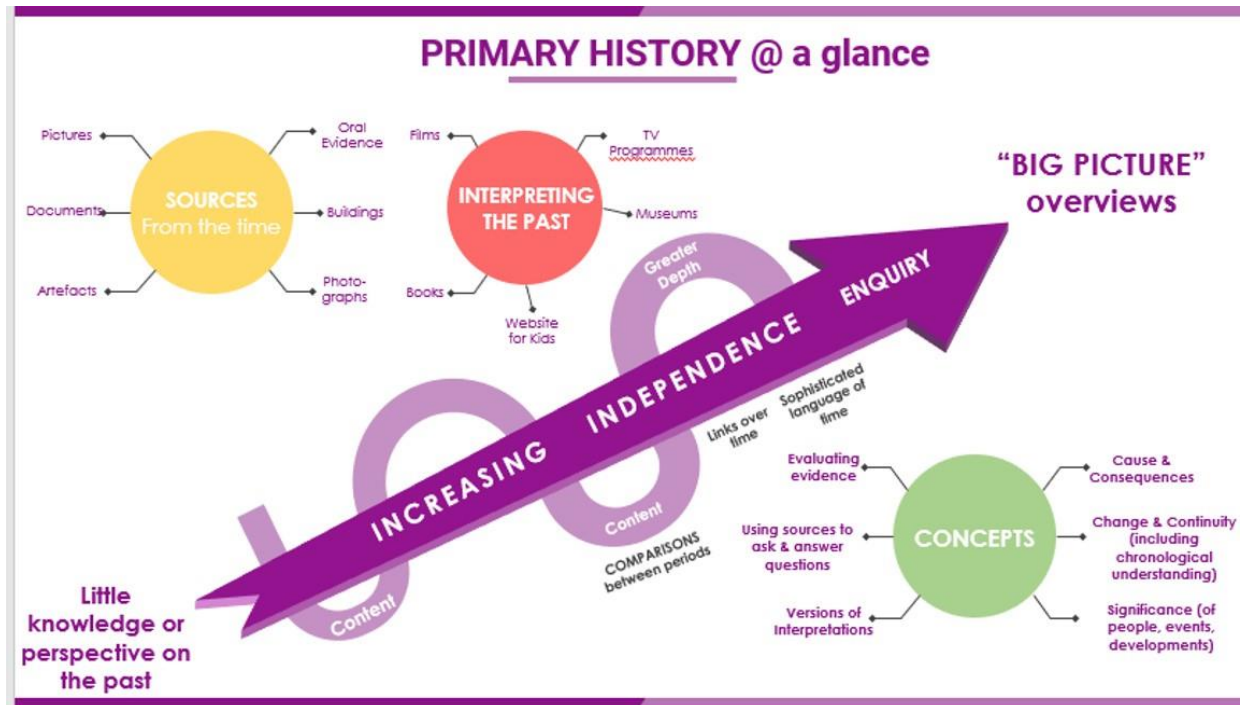 PRIMARY HISTORY @ a glance
Pictures
Oral
Evidence
Documents
Buildings
Artefacts
Photo-
graphs
SOURCES
From the time
Films
TV
Programmes
Museums
Books
Website
for Kids
INTERPRETING
THE PAST
"BIG PICTURE"
overviews
Greater
Depth
INCREASING INDEPENDENCE ENQUIRY
Links over
time
Sophisticated
language of
time
Content
COMPARISONS
between periods
Content
Little
knowledge or
perspective on
the past
Evaluating
evidence
Using sources to
ask & answer
questions
Versions of
Interpretations
CONCEPTS
Cause &
Consequences
Change & Continuity
(including
chronological
understanding)
Significance (of
people, events,
developments)